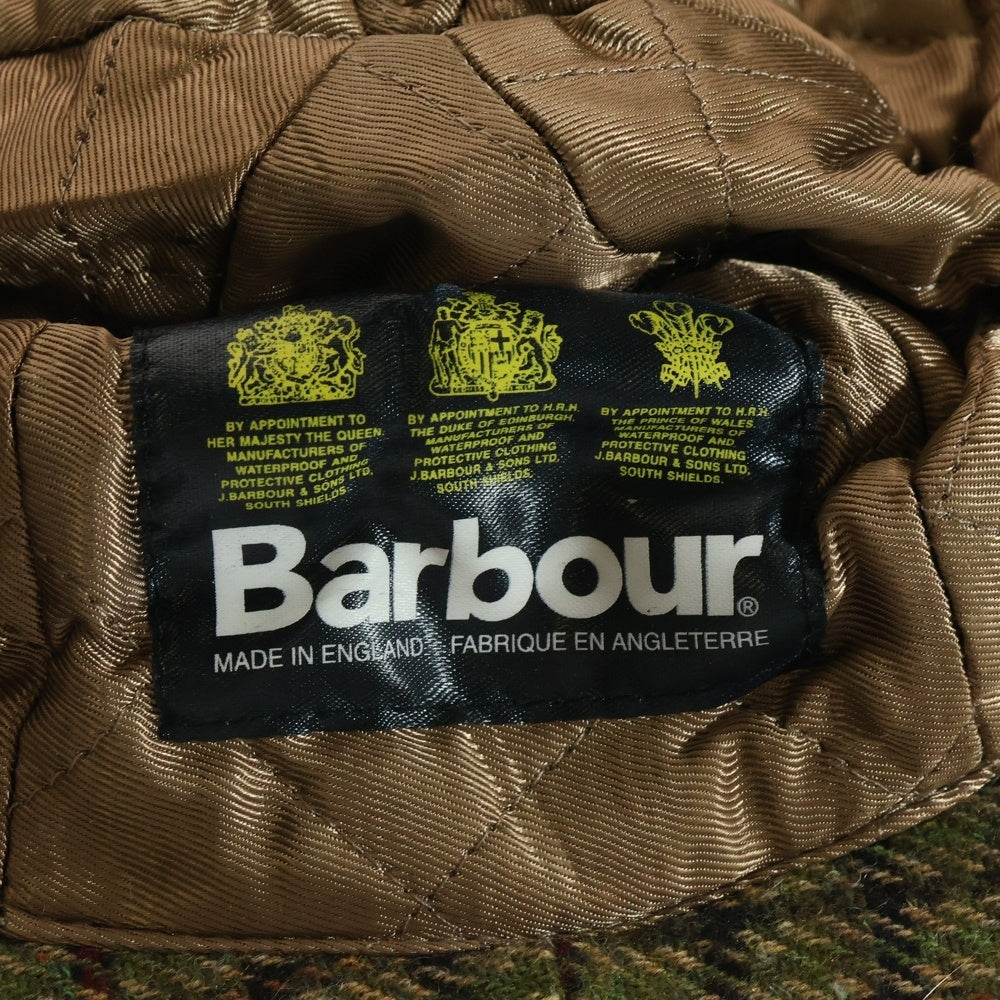 BY APPOINTMENT TO
HER MAJESTY THE QUEEN.
MANUFACTURERS OF
WATERPROOF AND
PROTECTIVE CLOTHING
J.BARBOUR & SONS LTD.
SOUTH SHIELDS.
BY APPOINTMENT TO H.R.H.
THE DUKE OF EDINBURGH.
MANUFACTURERS OF
WATERPROOF AND
PROTECTIVE CLOTHING
J.BARBOUR & SONS LTD.
SOUTH SHIELDS.
BY APPOINTMENT TO H.R.H.
THE PRINCE OF WALES.
MANUFACTURERS OF
WATERPROOF AND
PROTECTIVE CLOTHING
J.BARBOUR & SONS LTD.
SOUTH SHIELDS.
Barbour®
MADE IN ENGLAND FABRIQUE EN ANGLETERRE